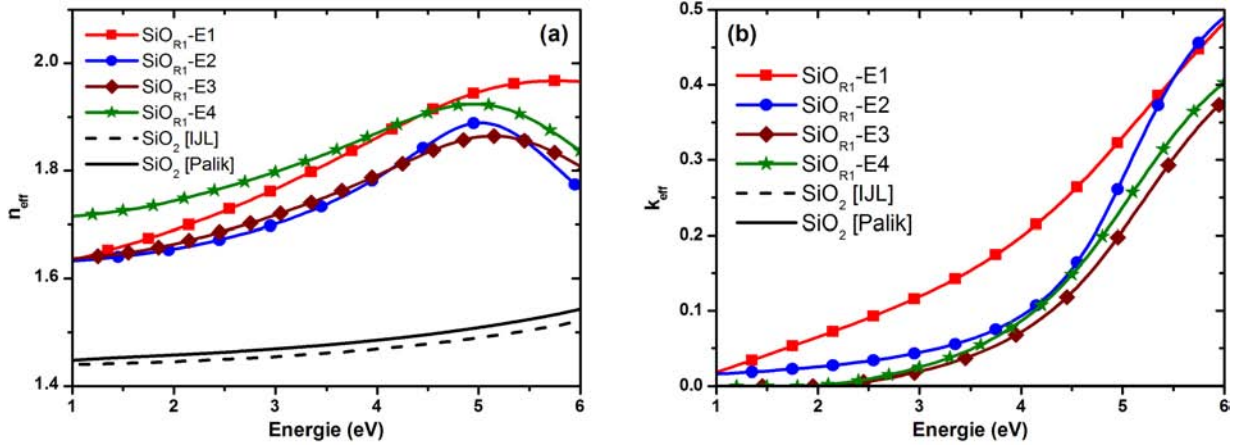 (a)
SiO_R1-E1
SiO_R1-E2
SiO_R1-E3
SiO_R1-E4
SiO₂ [IJL]
SiO₂ [Palik]
n_eff
2.0
1.8
1.6
1.4
1 2 3 4 5 6
Energie (eV)
(b)
SiO_R1-E1
SiO_R1-E2
SiO_R1-E3
SiO_R1-E4
SiO₂ [IJL]
SiO₂ [Palik]
k_eff
0.5
0.4
0.3
0.2
0.1
0.0
1 2 3 4 5 6
Energie (eV)